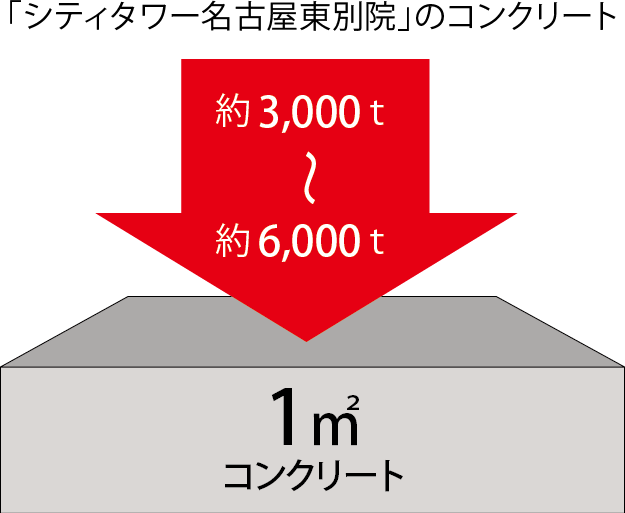 「シティタワー名古屋東別院」のコンクリート
約3,000 t
〜
約6,000 t
1㎡
コンクリート